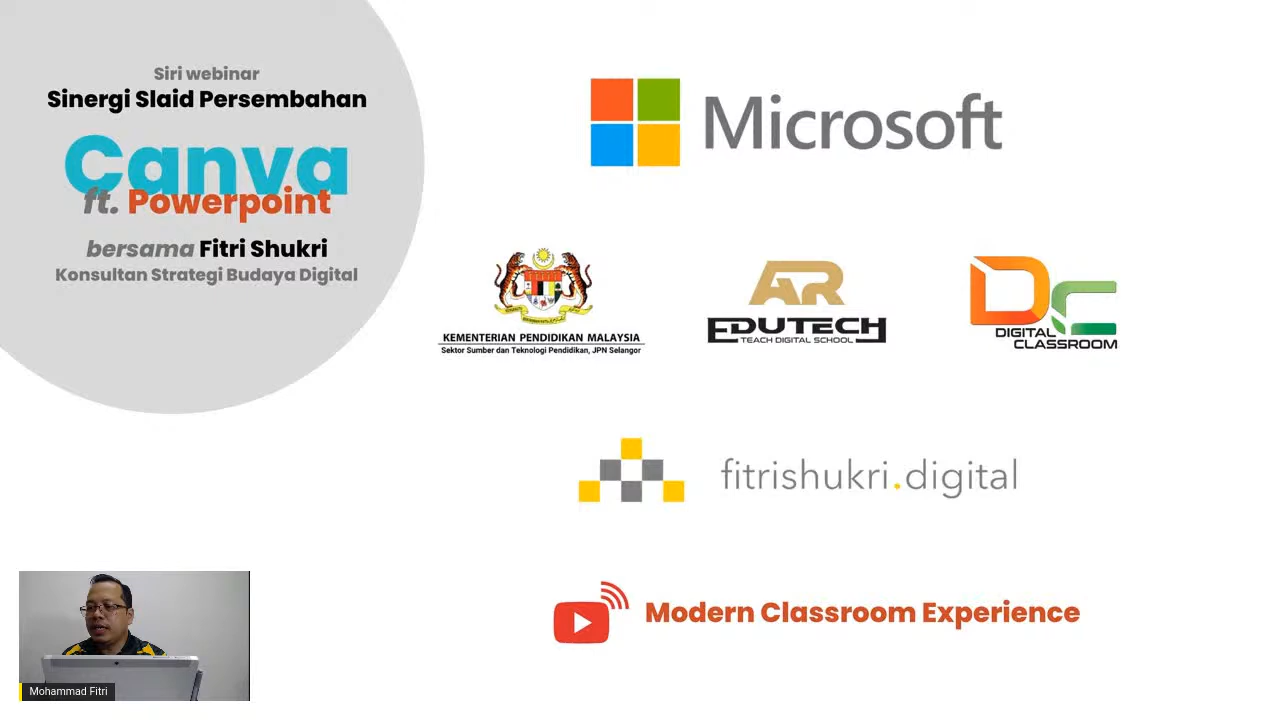 Siri webinar
Sinergi Slaid Persembahan
Canva
ft. Powerpoint
bersama Fitri Shukri
Konsultan Strategi Budaya Digital
Microsoft
KEMENTERIAN PENDIDIKAN MALAYSIA
Sektor Sumber dan Teknologi Pendidikan, JPN Selangor
AR
EDUTECH
TEACH DIGITAL SCHOOL
DC
DIGITAL
CLASSROOM
fitrishukri.digital
Modern Classroom Experience
Mohammad Fitri